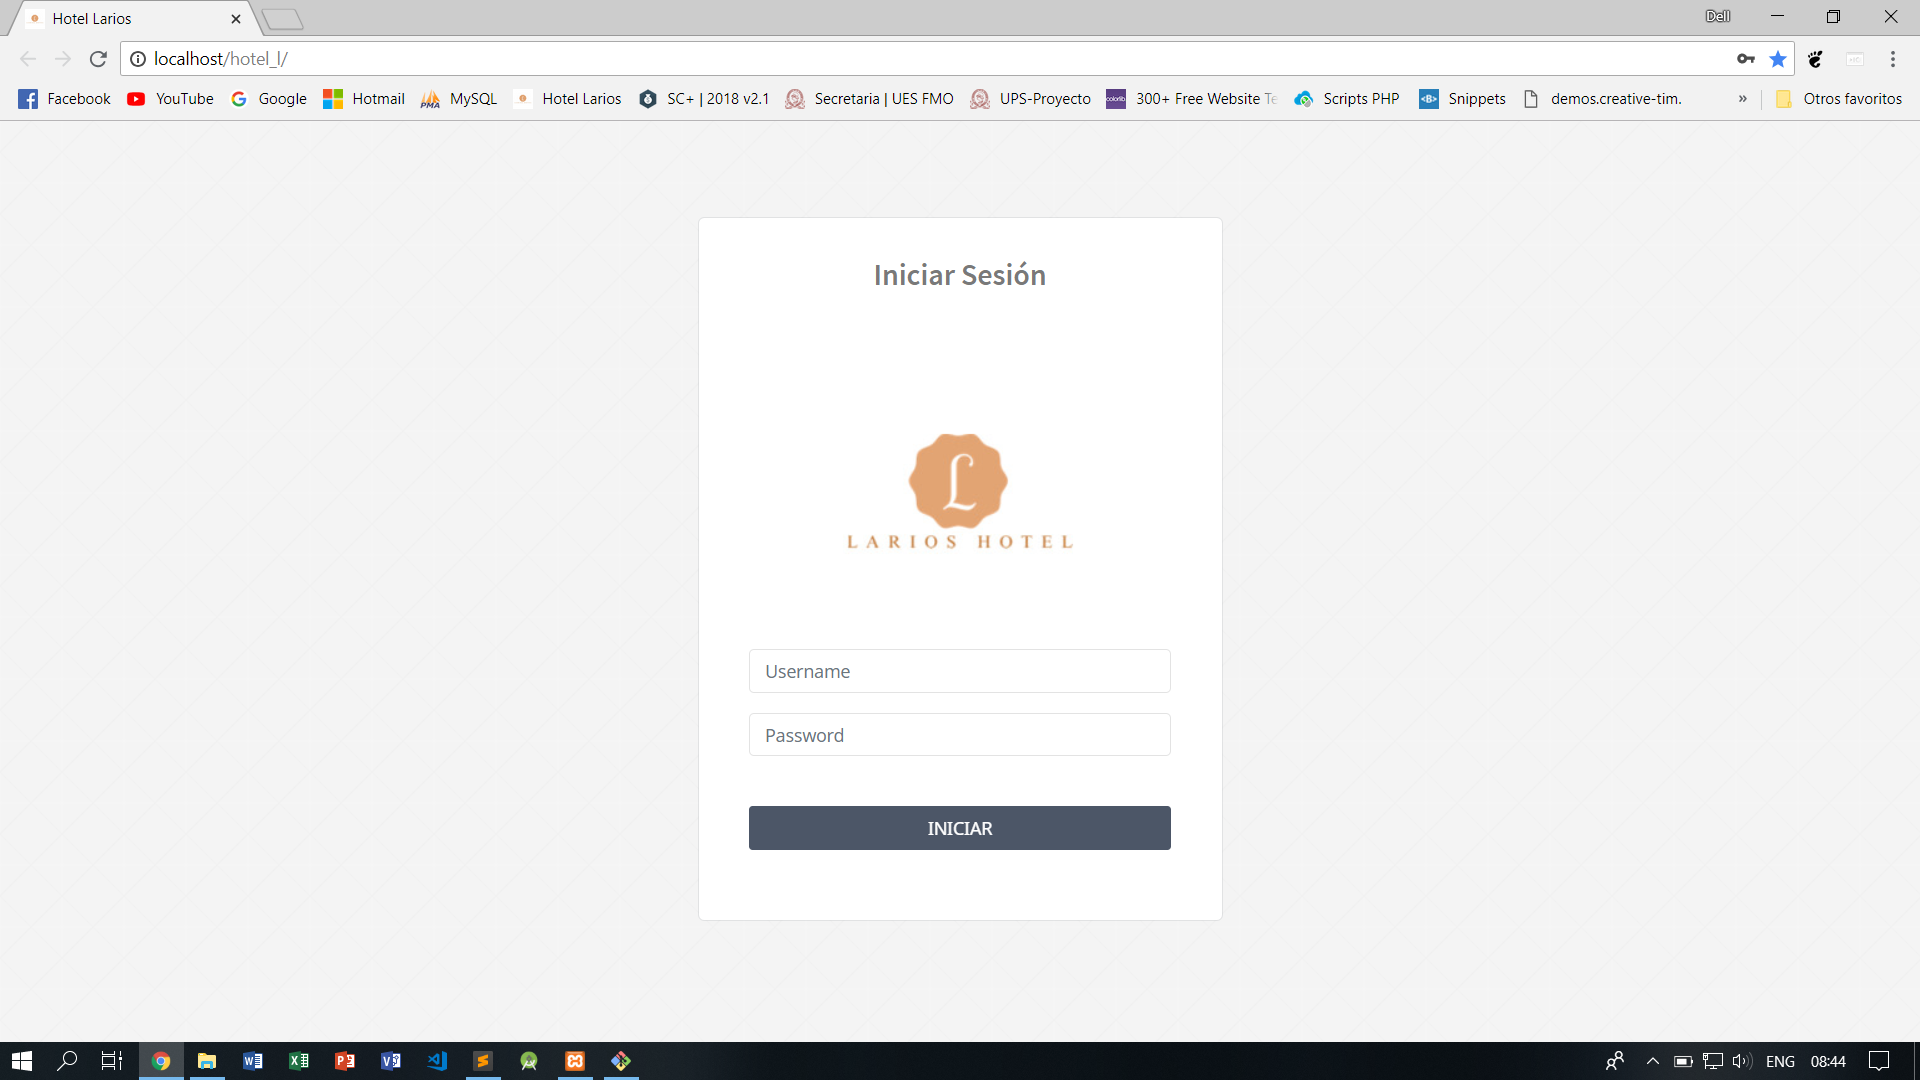 Hotel Larios
Dell
localhost/hotel_l/
Facebook YouTube Google Hotmail MySQL Hotel Larios SC+ | 2018 v2.1 Secretaria | UES FMO UPS-Proyecto 300+ Free Website Te Scripts PHP Snippets demos.creative-tim. » Otros favoritos
Iniciar Sesión
L
LARIOS HOTEL
Username
Password
INICIAR
ENG 08:44